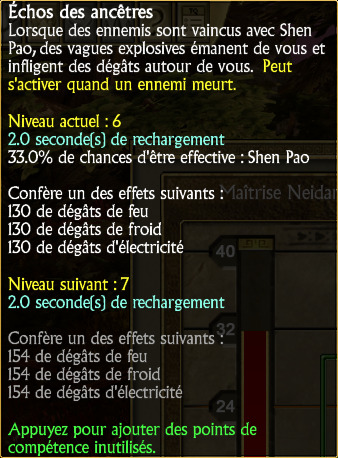 Échos des ancêtres
Lorsque des ennemis sont vaincus avec Shen
Pao, des vagues explosives émanent de vous et
infligent des dégâts autour de vous. Peut
s'activer quand un ennemi meurt.
Niveau actuel : 6
2.0 seconde(s) de rechargement
33.0% de chances d'être effective : Shen Pao
Confère un des effets suivants :
130 de dégâts de feu
130 de dégâts de froid
130 de dégâts d'électricité
Maîtrise Neidan
40
Niveau suivant : 7
2.0 seconde(s) de rechargement
32
Confère un des effets suivants :
154 de dégâts de feu
154 de dégâts de froid
154 de dégâts d'électricité
24
Appuyez pour ajouter des points de
compétence inutilisés.